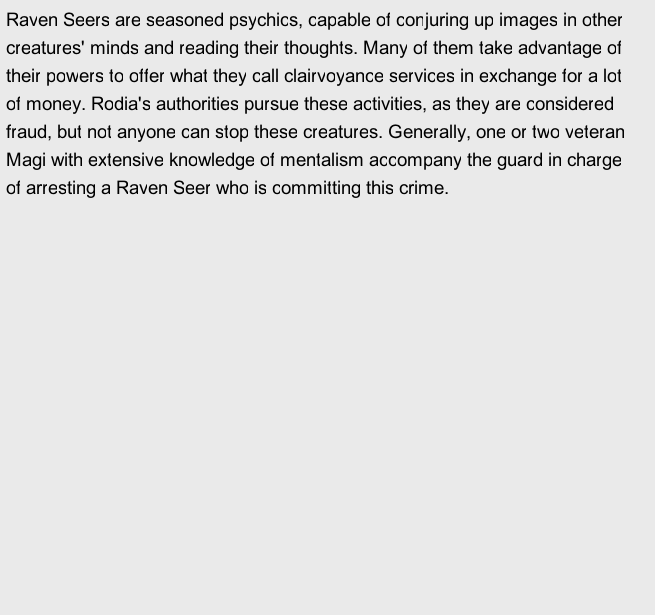 Raven Seers are seasoned psychics, capable of conjuring up images in other
creatures' minds and reading their thoughts. Many of them take advantage of
their powers to offer what they call clairvoyance services in exchange for a lot
of money. Rodia's authorities pursue these activities, as they are considered
fraud, but not anyone can stop these creatures. Generally, one or two veteran
Magi with extensive knowledge of mentalism accompany the guard in charge
of arresting a Raven Seer who is committing this crime.